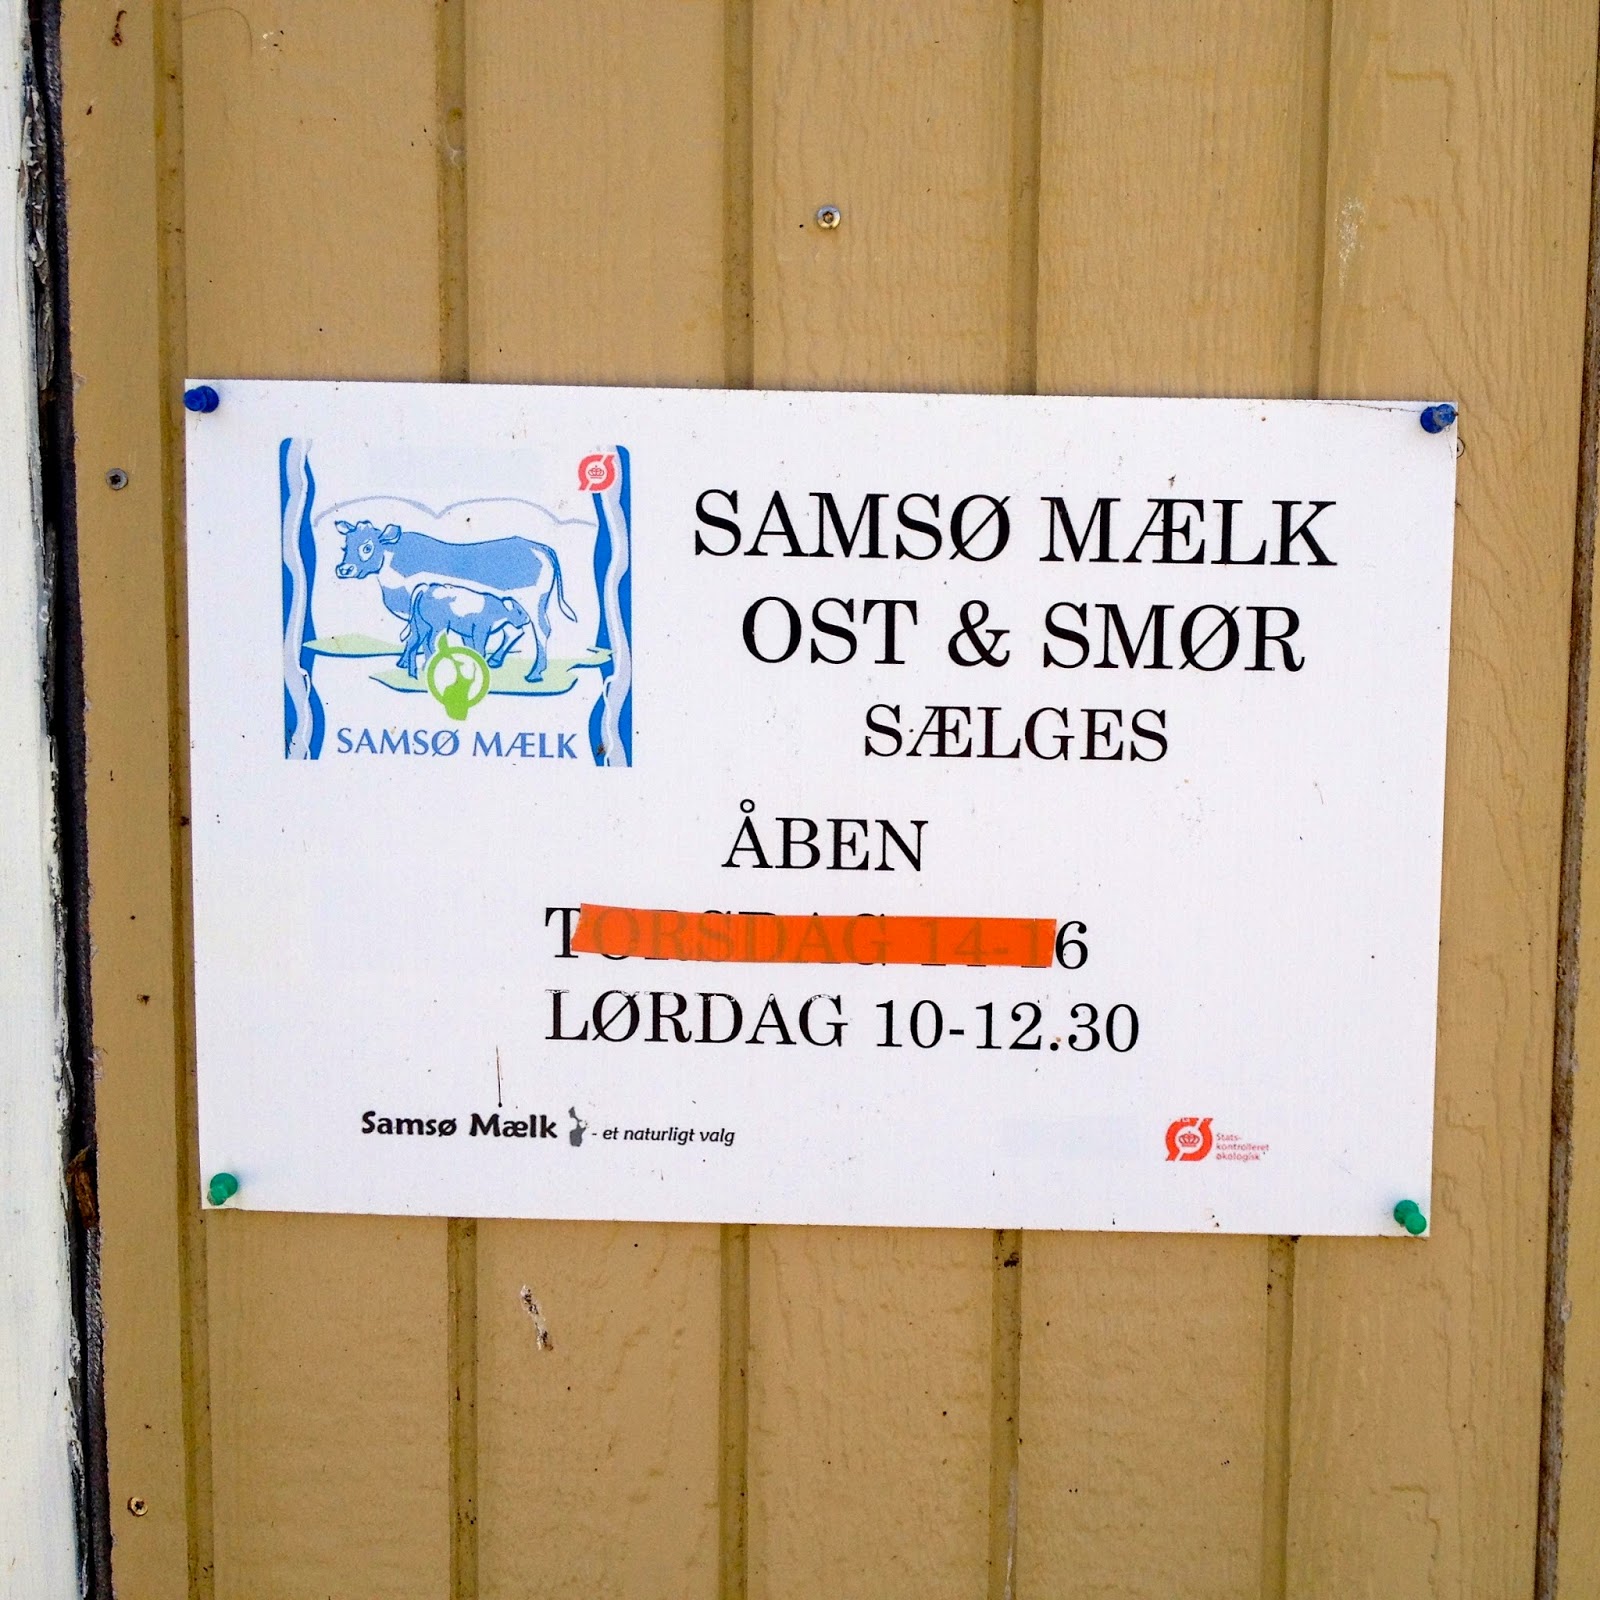 SAMSØ MÆLK
SAMSØ MÆLK
OST & SMØR
SÆLGES
ÅBEN
TORSDAG 14-16
LØRDAG 10-12.30
Samsø Mælk - et naturligt valg
Ø
Stats-
kontrolleret
økologisk